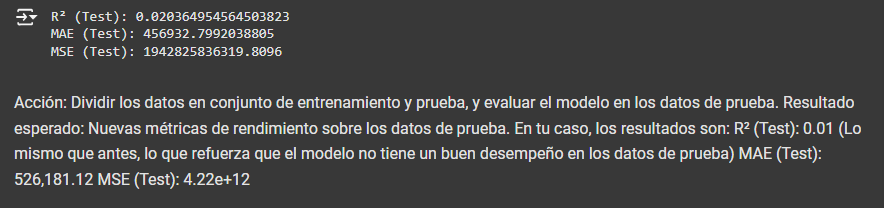 R² (Test): 0.020364954564503823
MAE (Test): 456932.7992038805
MSE (Test): 1942825836319.8096
Acción: Dividir los datos en conjunto de entrenamiento y prueba, y evaluar el modelo en los datos de prueba. Resultado
esperado: Nuevas métricas de rendimiento sobre los datos de prueba. En tu caso, los resultados son: R² (Test): 0.01 (Lo
mismo que antes, lo que refuerza que el modelo no tiene un buen desempeño en los datos de prueba) MAE (Test):
526,181.12 MSE (Test): 4.22e+12